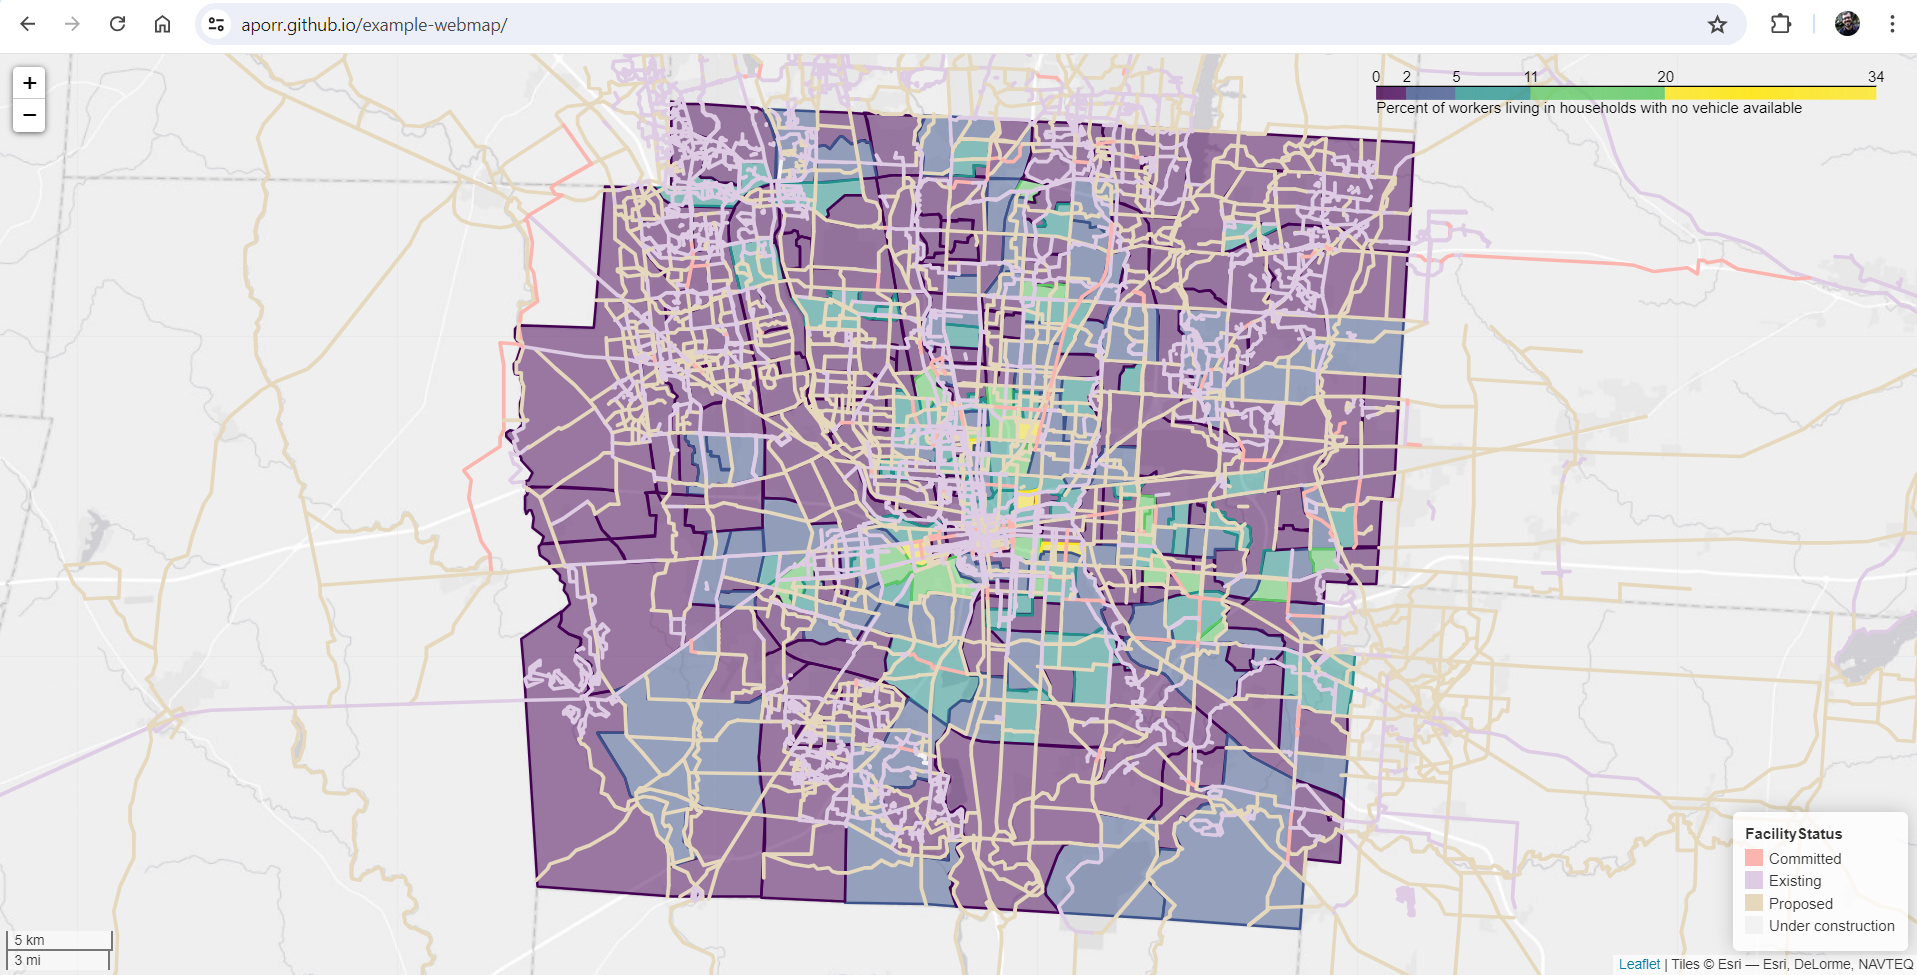 aporr.github.io/example-webmap/
+
−
0 2 5 11 20 34
Percent of workers living in households with no vehicle available
FacilityStatus
Committed
Existing
Proposed
Under construction
5 km
3 mi
Leaflet | Tiles © Esri — Esri, DeLorme, NAVTEQ